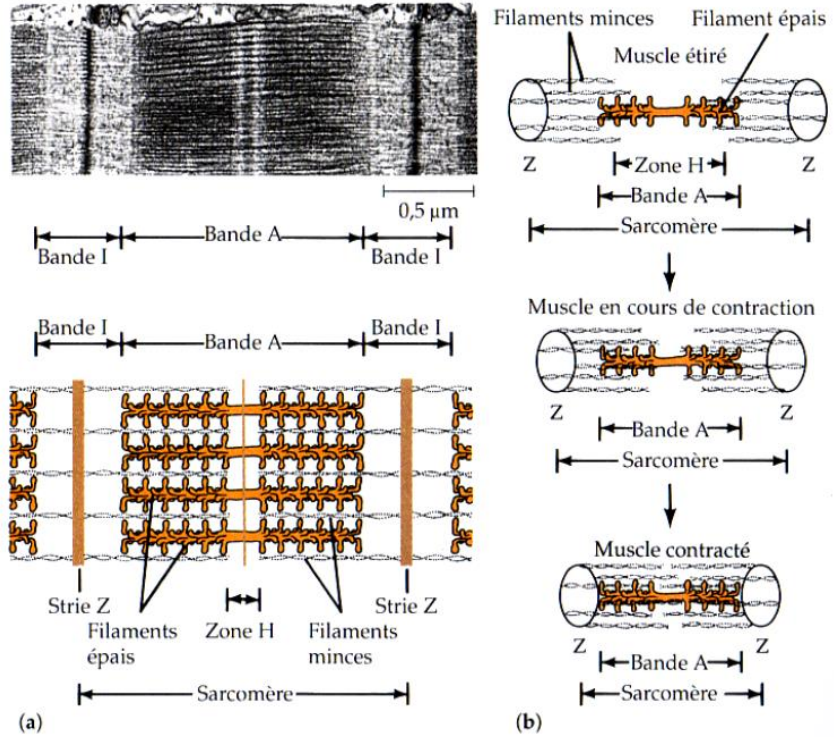 0,5 µm
Bande I
Bande A
Bande I
Bande I
Bande A
Bande I
Strie Z
Filaments
épais
Zone H
Filaments
minces
Strie Z
Sarcomère
(a)
Filaments minces
Filament épais
Muscle étiré
Z
Z
Zone H
Bande A
Sarcomère
Muscle en cours de contraction
Z
Z
Bande A
Sarcomère
Muscle contracté
Z
Z
Bande A
Sarcomère
(b)